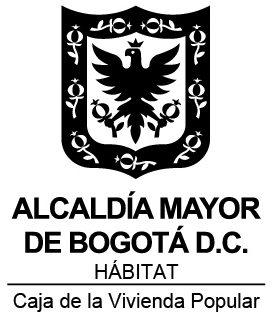 ALCALDÍA MAYOR
DE BOGOTÁ D.C.
HÁBITAT
Caja de la Vivienda Popular